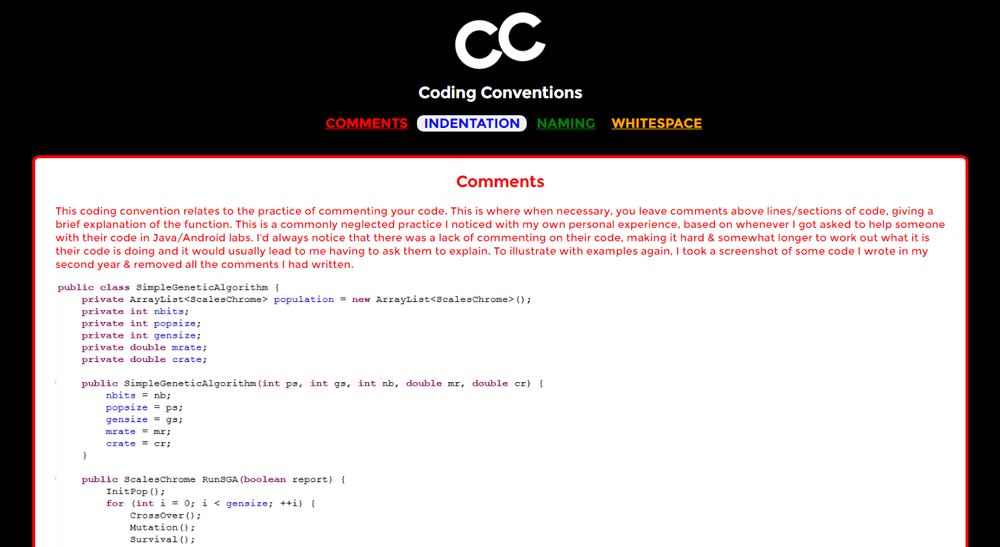 CC
Coding Conventions
COMMENTS INDENTATION NAMING WHITESPACE
Comments
This coding convention relates to the practice of commenting your code. This is where when necessary, you leave comments above lines/sections of code, giving a
brief explanation of the function. This is a commonly neglected practice I noticed with my own personal experience, based on whenever I got asked to help someone
with their code in Java/Android labs. I'd always notice that there was a lack of commenting on their code, making it hard & somewhat longer to work out what it is
their code is doing and it would usually lead to me having to ask them to explain. To illustrate with examples again, I took a screenshot of some code I wrote in my
second year & removed all the comments I had written.
public class SimpleGeneticAlgorithm {
    private ArrayList<ScalesChrome> population = new ArrayList<ScalesChrome>();
    private int nbits;
    private int popsize;
    private int gensize;
    private double mrate;
    private double crate;
    public SimpleGeneticAlgorithm(int ps, int gs, int nb, double mr, double cr) {
        nbits = nb;
        popsize = ps;
        gensize = gs;
        mrate = mr;
        crate = cr;
    }
    public ScalesChrome RunSGA(boolean report) {
        InitPop();
        for (int i = 0; i < gensize; ++i) {
            CrossOver();
            Mutation();
            Survival();